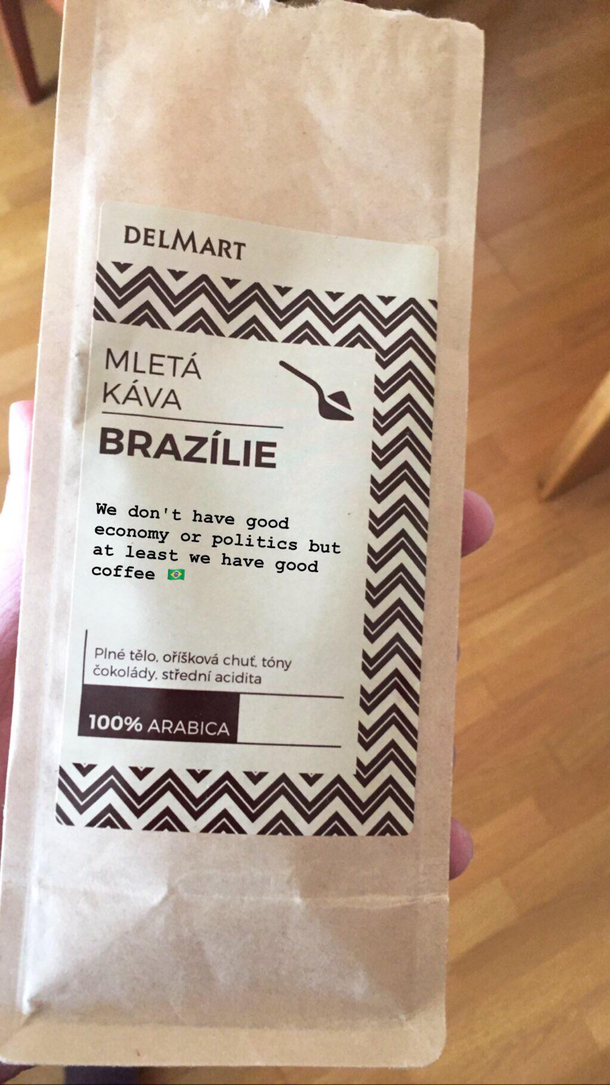 DELMART
MLETÁ
KÁVA
BRAZÍLIE
We don't have good
economy or politics but
at least we have good
coffee 🇧🇷
Plné tělo, oříšková chuť, tóny
čokolády, střední acidita
100% ARABICA